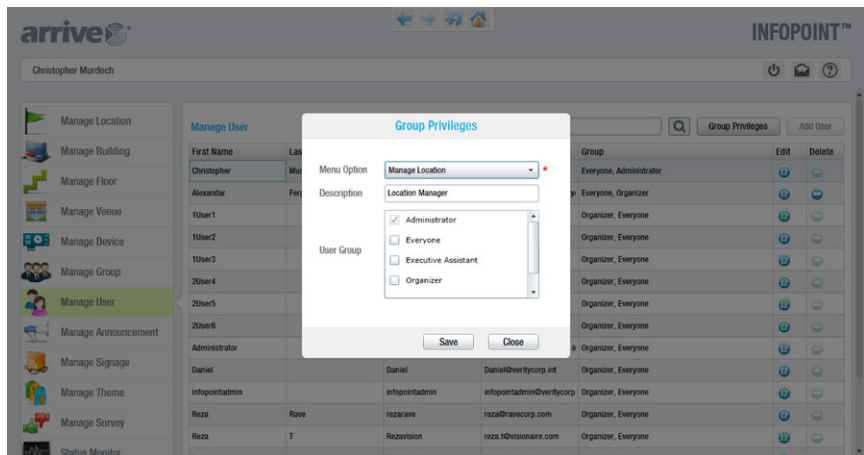 arrive
INFOPOINT™
Christopher Murdoch
Manage Location
Manage Building
Manage Floor
Manage Venue
Manage Device
Manage Group
Manage User
Manage Announcement
Manage Signage
Manage Theme
Manage Survey
Status Monitor
Manage User
Group Privileges
Add User
First Name Las Group Edit Delete
Christopher Mur Everyone, Administrator
Alexandar Ferg Everyone, Organizer
1User1 Organizer, Everyone
1User2 Organizer, Everyone
1User3 Organizer, Everyone
2User4 Organizer, Everyone
2User5 Organizer, Everyone
2User6 Organizer, Everyone
Administrator Organizer, Everyone
Daniel Daniel Daniel@veritycorp.int Organizer, Everyone
infopointadmin infopointadmin infopointadmin@veritycorp Organizer, Everyone
Reza Rave rezarave reza@ravecorp.com Organizer, Everyone
Reza T Rezavision reza.t@visionaire.com Organizer, Everyone
Group Privileges
Menu Option Manage Location *
Description Location Manager
User Group
Administrator
Everyone
Executive Assistant
Organizer
Save Close